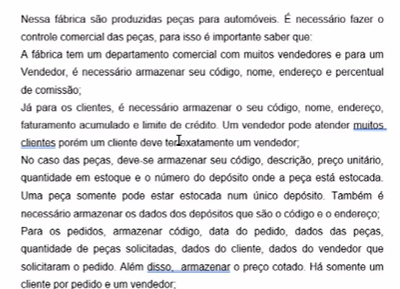 Nessa fábrica são produzidas peças para automóveis. É necessário fazer o
controle comercial das peças, para isso é importante saber que:
A fábrica tem um departamento comercial com muitos vendedores e para um
Vendedor, é necessário armazenar seu código, nome, endereço e percentual
de comissão;
Já para os clientes, é necessário armazenar o seu código, nome, endereço,
faturamento acumulado e limite de crédito. Um vendedor pode atender muitos
clientes porém um cliente deve ter exatamente um vendedor;
No caso das peças, deve-se armazenar seu código, descrição, preço unitário,
quantidade em estoque e o número do depósito onde a peça está estocada.
Uma peça somente pode estar estocada num único depósito. Também é
necessário armazenar os dados dos depósitos que são o código e o endereço;
Para os pedidos, armazenar código, data do pedido, dados das peças,
quantidade de peças solicitadas, dados do cliente, dados do vendedor que
solicitaram o pedido. Além disso, armazenar o preço cotado. Há somente um
cliente por pedido e um vendedor;